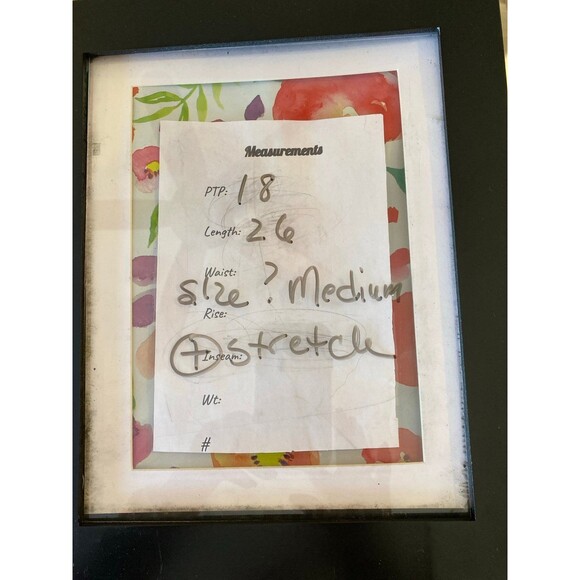 Measurements
PTP: 18
Length: 26
Waist:
size ? Medium
Rise:
+ stretch
Inseam:
Wt:
#